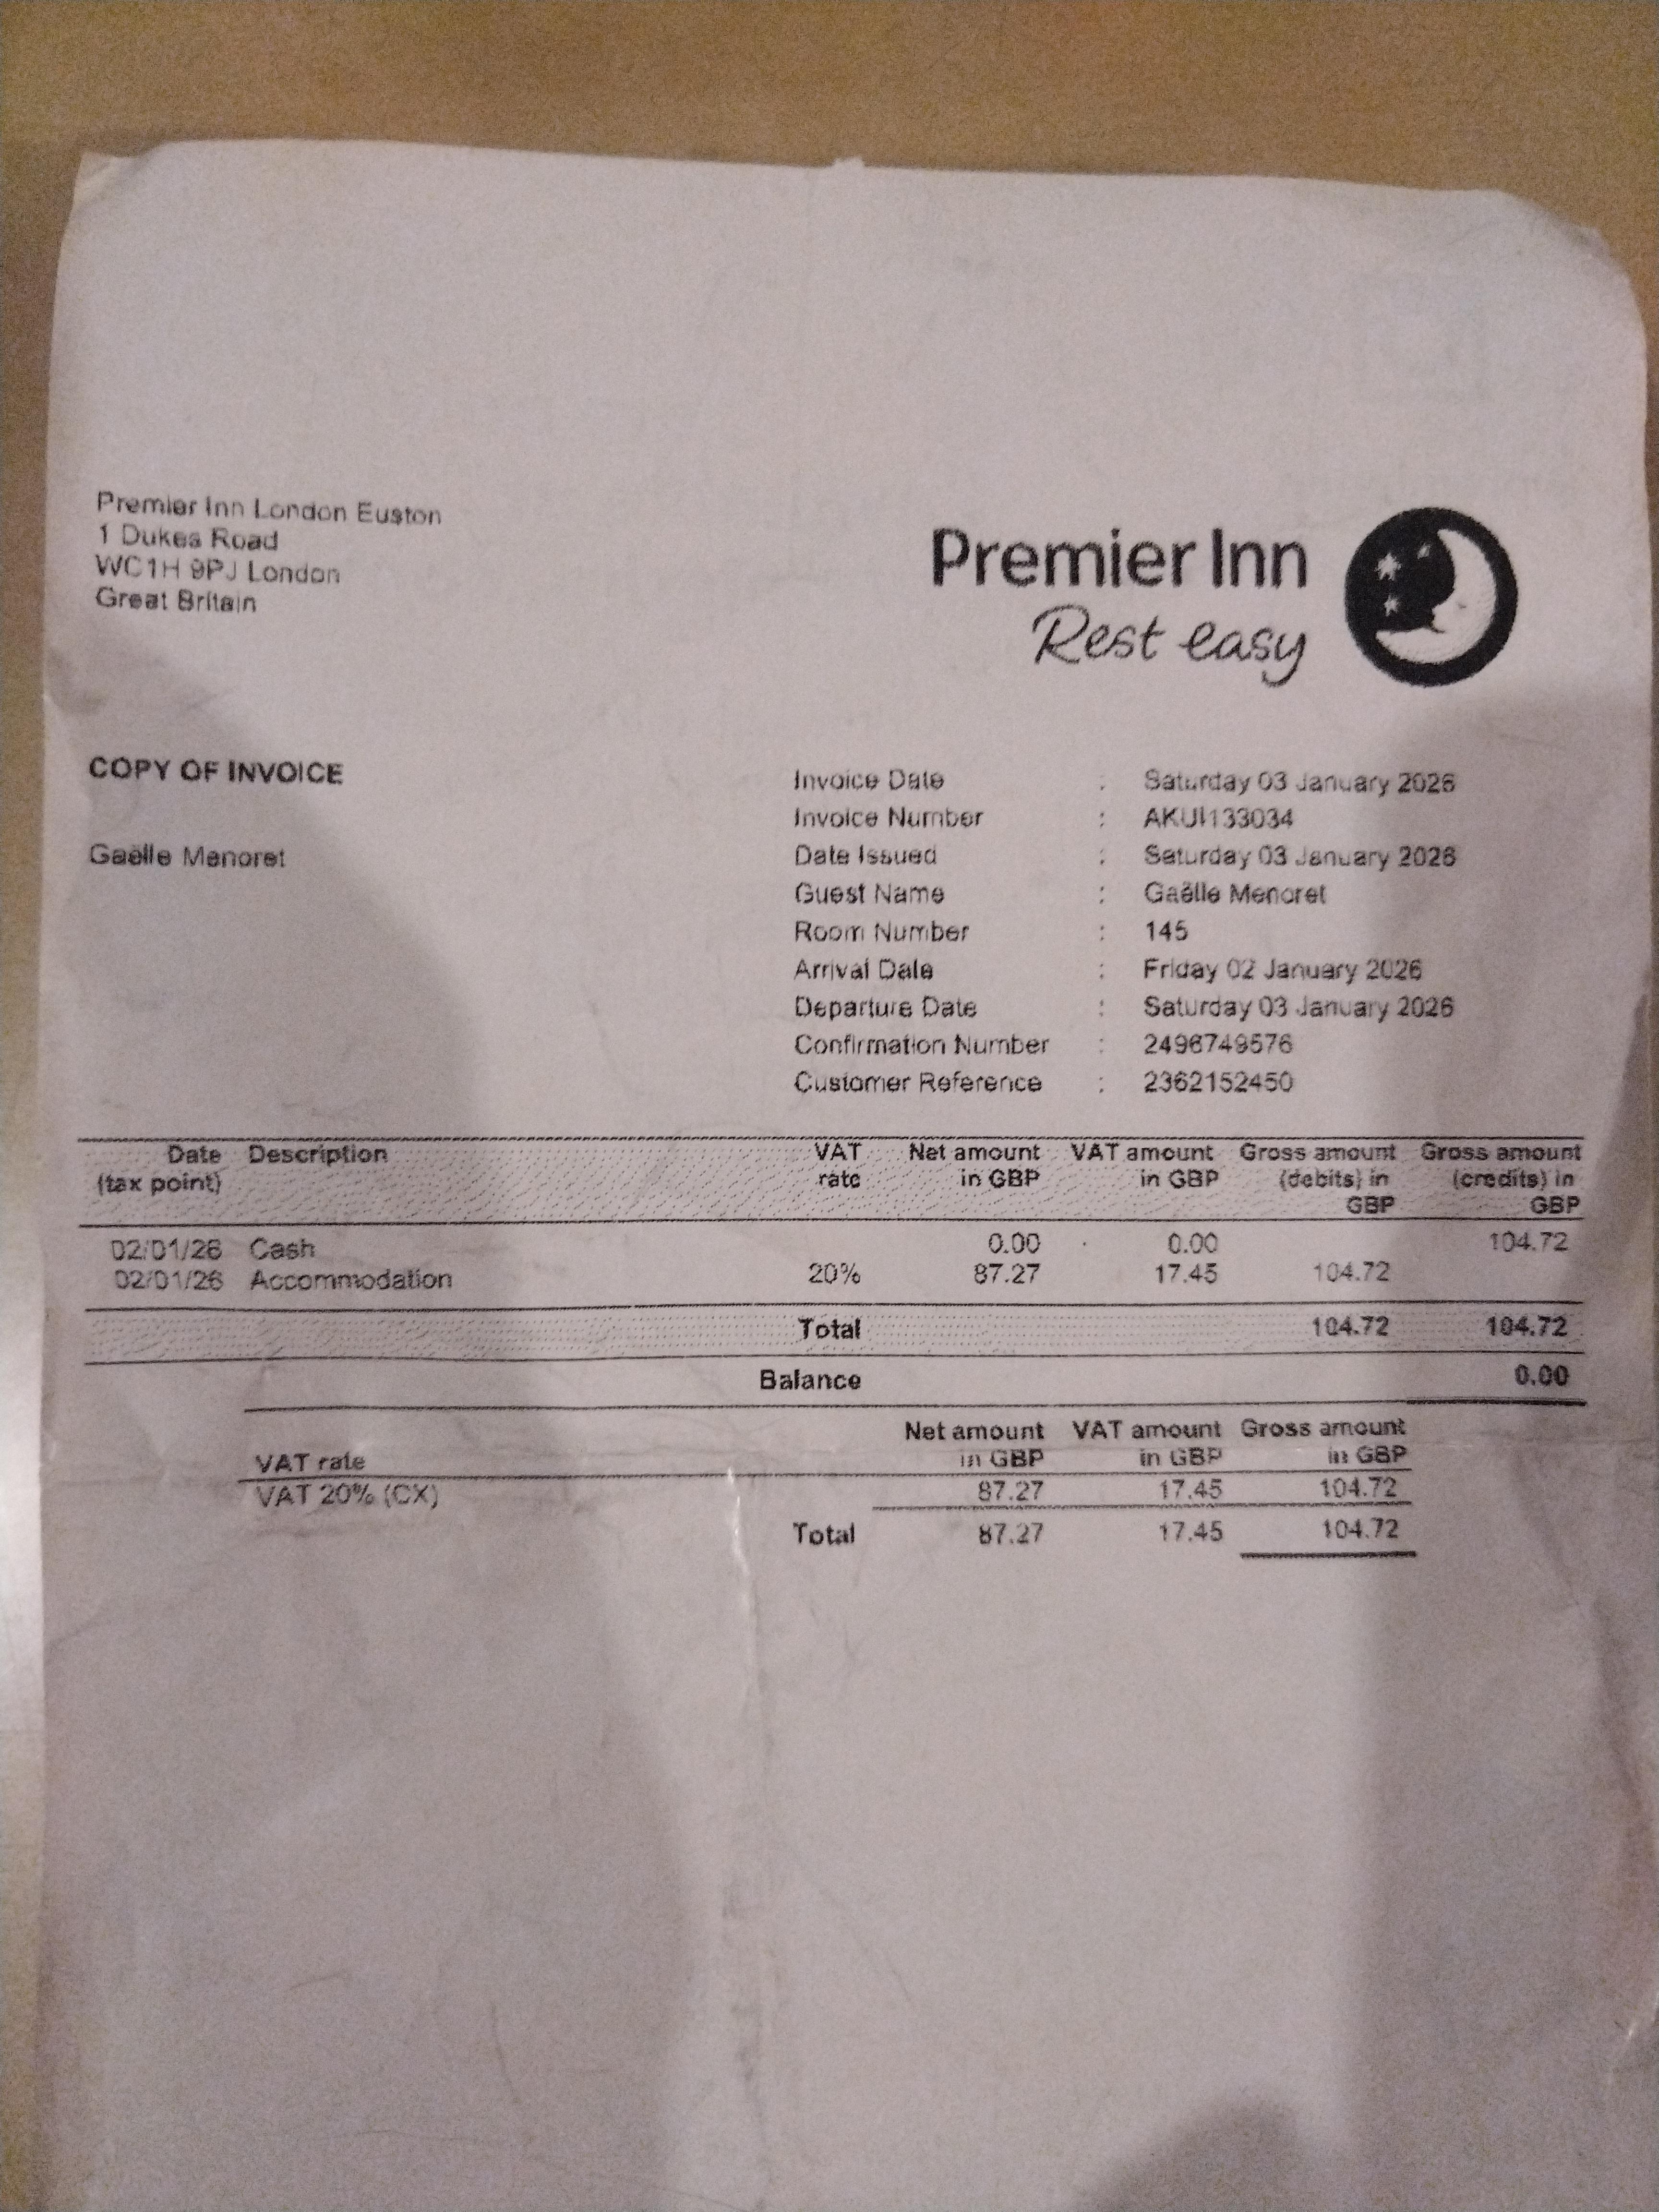 Premier Inn London Euston
1 Dukes Road
WC1H 9PJ London
Great Britain
Premier Inn
Rest easy
COPY OF INVOICE
Gaëlle Menoret
Invoice Date : Saturday 03 January 2026
Invoice Number : AKUI133034
Date Issued : Saturday 03 January 2026
Guest Name : Gaëlle Menoret
Room Number : 145
Arrival Date : Friday 02 January 2026
Departure Date : Saturday 03 January 2026
Confirmation Number : 2496749576
Customer Reference : 2362152450
Date Description VAT Net amount VAT amount Gross amount Gross amount
(tax point) rate in GBP in GBP (debits) in (credits) in
GBP GBP
02/01/26 Cash 0.00 0.00 104.72
02/01/26 Accommodation 20% 87.27 17.45 104.72
Total 104.72 104.72
Balance 0.00
Net amount VAT amount Gross amount
VAT rate in GBP in GBP in GBP
VAT 20% (CX) 87.27 17.45 104.72
Total 87.27 17.45 104.72